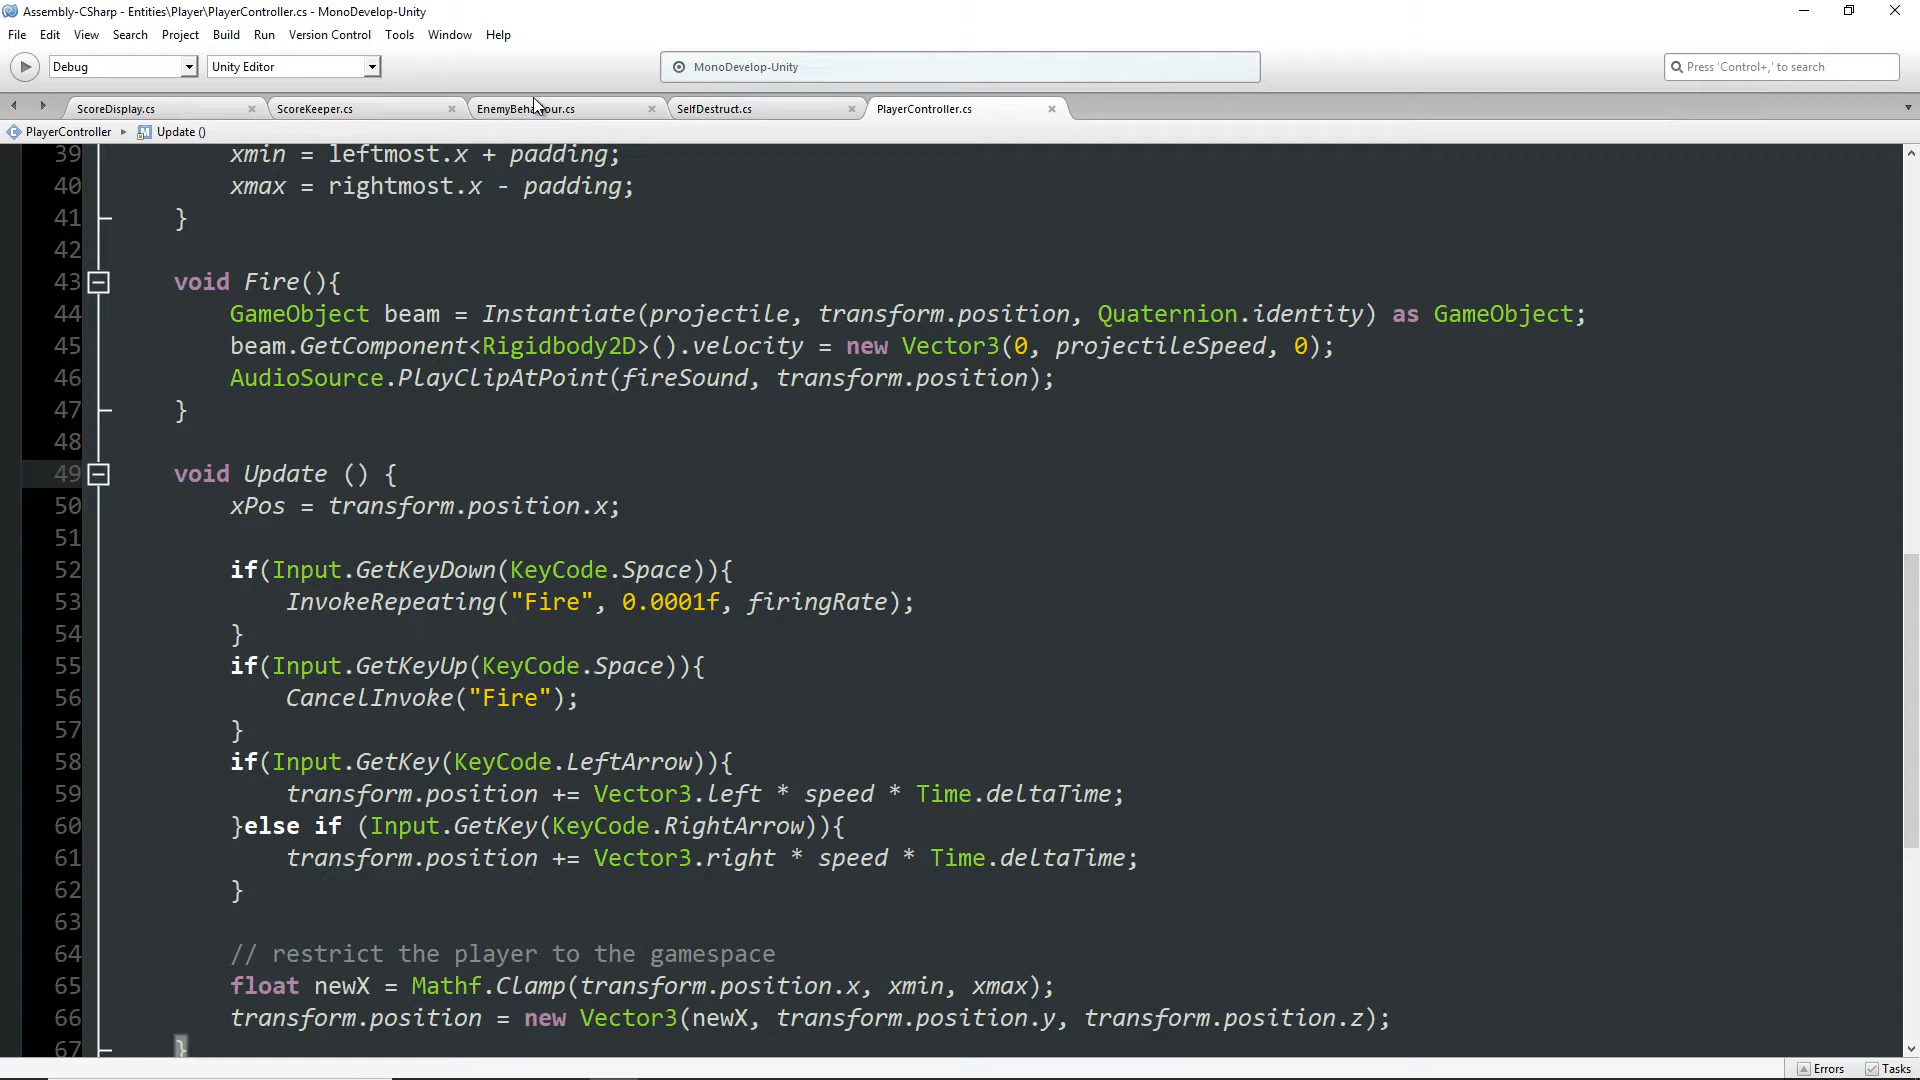 Assembly-CSharp - Entities\Player\PlayerController.cs - MonoDevelop-Unity
File Edit View Search Project Build Run Version Control Tools Window Help
Debug Unity Editor MonoDevelop-Unity Press 'Control+,' to search
ScoreDisplay.cs ScoreKeeper.cs EnemyBehaviour.cs SelfDestruct.cs PlayerController.cs
PlayerController Update ()
39 xmin = leftmost.x + padding;
40 xmax = rightmost.x - padding;
41 }
42
43 void Fire(){
44 GameObject beam = Instantiate(projectile, transform.position, Quaternion.identity) as GameObject;
45 beam.GetComponent<Rigidbody2D>().velocity = new Vector3(0, projectileSpeed, 0);
46 AudioSource.PlayClipAtPoint(fireSound, transform.position);
47 }
48
49 void Update () {
50 xPos = transform.position.x;
51
52 if(Input.GetKeyDown(KeyCode.Space)){
53 InvokeRepeating("Fire", 0.0001f, firingRate);
54 }
55 if(Input.GetKeyUp(KeyCode.Space)){
56 CancelInvoke("Fire");
57 }
58 if(Input.GetKey(KeyCode.LeftArrow)){
59 transform.position += Vector3.left * speed * Time.deltaTime;
60 }else if (Input.GetKey(KeyCode.RightArrow)){
61 transform.position += Vector3.right * speed * Time.deltaTime;
62 }
63
64 // restrict the player to the gamespace
65 float newX = Mathf.Clamp(transform.position.x, xmin, xmax);
66 transform.position = new Vector3(newX, transform.position.y, transform.position.z);
67 }
Errors Tasks